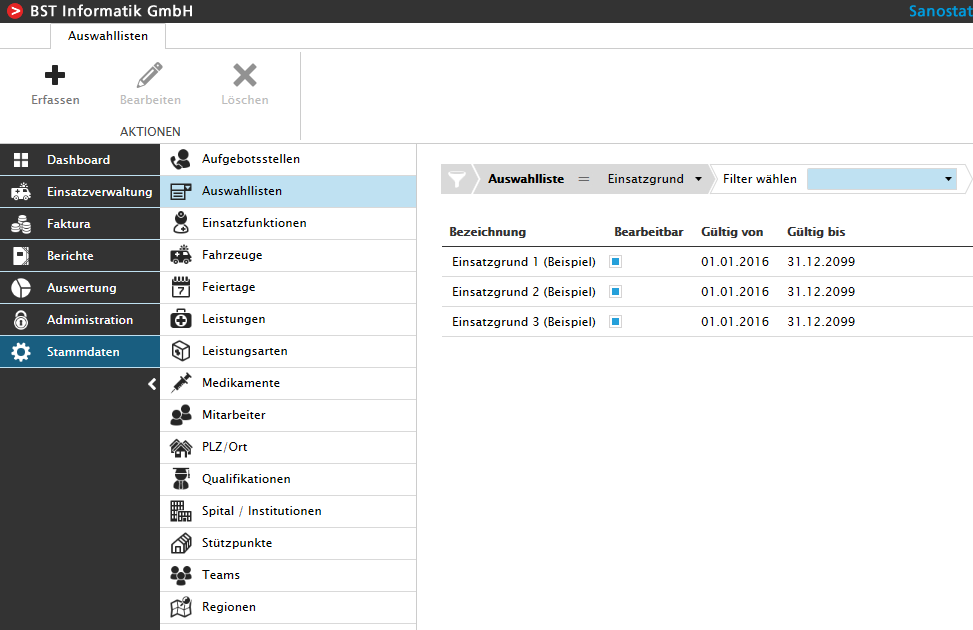 BST Informatik GmbH
Sanostat
Auswahllisten
Erfassen
Bearbeiten
Löschen
AKTIONEN
Dashboard
Einsatzverwaltung
Faktura
Berichte
Auswertung
Administration
Stammdaten
Aufgebotsstellen
Auswahllisten
Einsatzfunktionen
Fahrzeuge
7
Feiertage
Leistungen
Leistungsarten
Medikamente
Mitarbeiter
PLZ/Ort
Qualifikationen
Spital / Institutionen
Stützpunkte
Teams
Regionen
Auswahlliste = Einsatzgrund Filter wählen
Bezeichnung Bearbeitbar Gültig von Gültig bis
Einsatzgrund 1 (Beispiel) 01.01.2016 31.12.2099
Einsatzgrund 2 (Beispiel) 01.01.2016 31.12.2099
Einsatzgrund 3 (Beispiel) 01.01.2016 31.12.2099